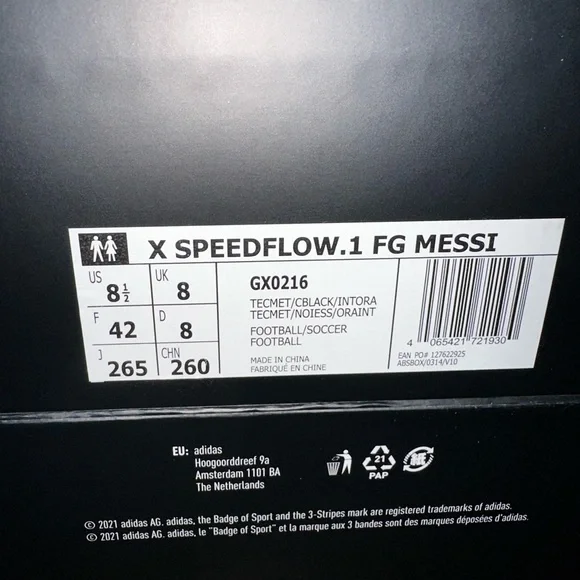 X SPEEDFLOW.1 FG MESSI
US 8 1/2
UK 8
F 42
D 8
J 265
CHN 260
GX0216
TECMET/CBLACK/INTORA
TECMET/NOIESS/ORAINT
FOOTBALL/SOCCER
FOOTBALL
MADE IN CHINA
FABRIQUÉ EN CHINE
4 065421 721930
EAN PO# 127622925
ABSBOX/0314/V10
EU: adidas
Hoogoorddreef 9a
Amsterdam 1101 BA
The Netherlands
21
PAP
紙
© 2021 adidas AG. adidas, the Badge of Sport and the 3-Stripes mark are registered trademarks of adidas.
© 2021 adidas AG. adidas, le "Badge of Sport" et la marque aux 3 bandes sont des marques déposées d'adidas.